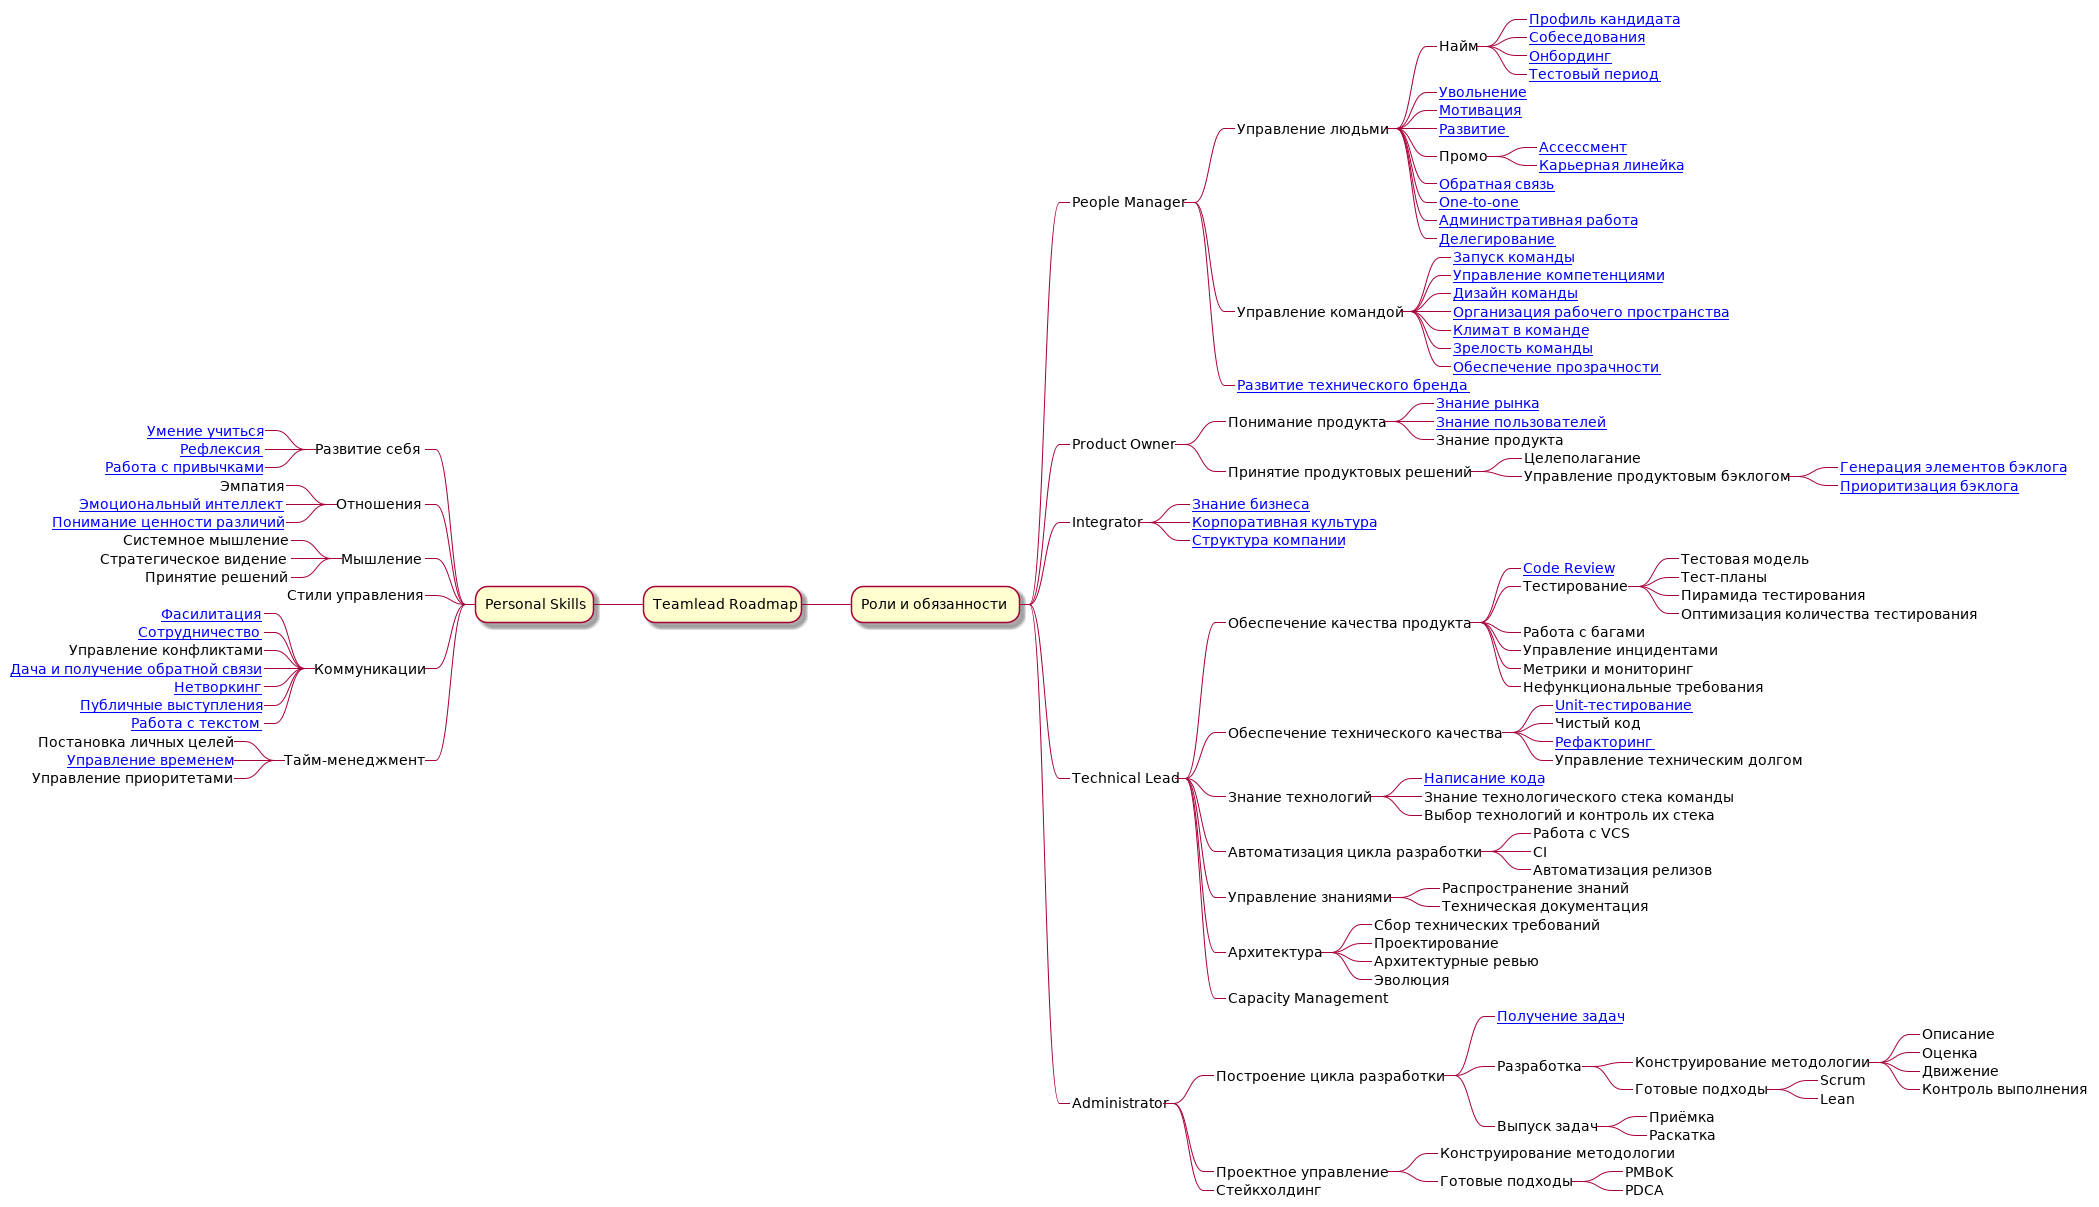 Teamlead Roadmap
Роли и обязанности
People Manager
Управление людьми
Найм
Профиль кандидата
Собеседования
Онбординг
Тестовый период
Увольнение
Мотивация
Развитие
Промо
Ассессмент
Карьерная линейка
Обратная связь
One-to-one
Административная работа
Делегирование
Управление командой
Запуск команды
Управление компетенциями
Дизайн команды
Организация рабочего пространства
Климат в команде
Зрелость команды
Обеспечение прозрачности
Развитие технического бренда
Product Owner
Понимание продукта
Знание рынка
Знание пользователей
Знание продукта
Принятие продуктовых решений
Целеполагание
Управление продуктовым бэклогом
Генерация элементов бэклога
Приоритизация бэклога
Integrator
Знание бизнеса
Корпоративная культура
Структура компании
Technical Lead
Обеспечение качества продукта
Code Review
Тестирование
Тестовая модель
Тест-планы
Пирамида тестирования
Оптимизация количества тестирования
Работа с багами
Управление инцидентами
Метрики и мониторинг
Нефункциональные требования
Обеспечение технического качества
Unit-тестирование
Чистый код
Рефакторинг
Управление техническим долгом
Знание технологий
Написание кода
Знание технологического стека команды
Выбор технологий и контроль их стека
Автоматизация цикла разработки
Работа с VCS
CI
Автоматизация релизов
Управление знаниями
Распространение знаний
Техническая документация
Архитектура
Сбор технических требований
Проектирование
Архитектурные ревью
Эволюция
Capacity Management
Administrator
Построение цикла разработки
Получение задач
Разработка
Конструирование методологии
Описание
Оценка
Движение
Контроль выполнения
Готовые подходы
Scrum
Lean
Выпуск задач
Приёмка
Раскатка
Проектное управление
Конструирование методологии
Готовые подходы
PMBoK
PDCA
Стейкхолдинг
Personal Skills
Развитие себя
Умение учиться
Рефлексия
Работа с привычками
Отношения
Эмпатия
Эмоциональный интеллект
Понимание ценности различий
Мышление
Системное мышление
Стратегическое видение
Принятие решений
Стили управления
Коммуникации
Фасилитация
Сотрудничество
Управление конфликтами
Дача и получение обратной связи
Нетворкинг
Публичные выступления
Работа с текстом
Тайм-менеджмент
Постановка личных целей
Управление временем
Управление приоритетами